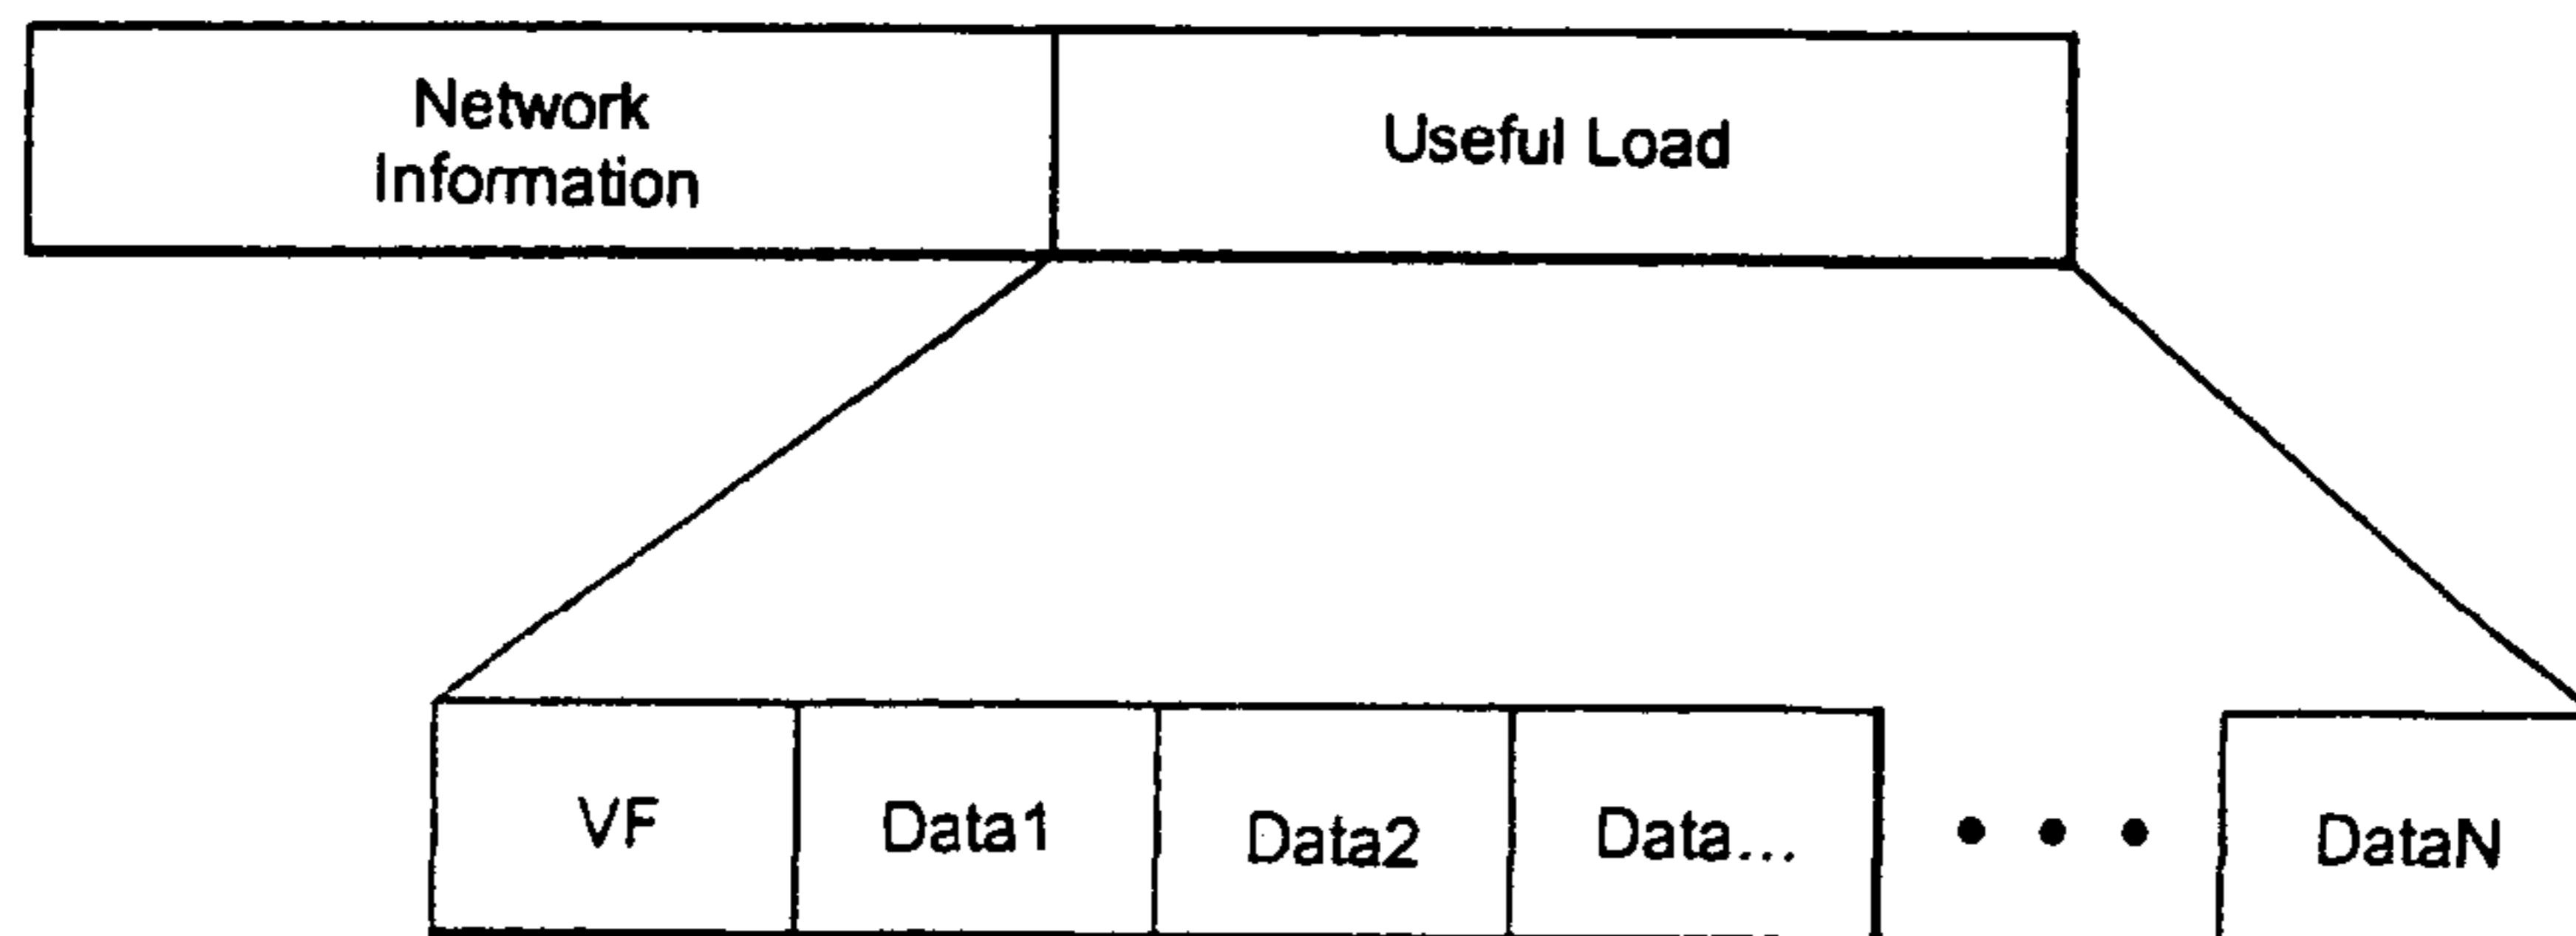 Network
Information
Useful Load
VF
Data1
Data2
Data...
DataN